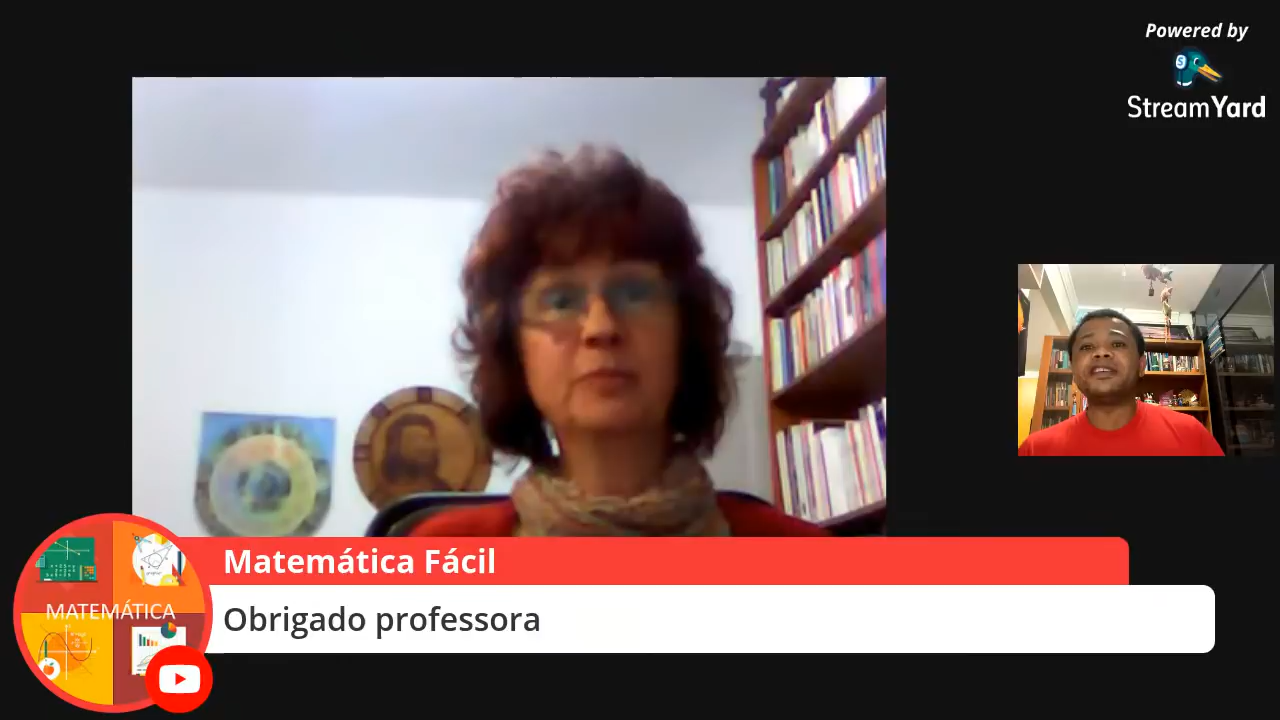 Powered by
StreamYard
Matemática Fácil
MATEMÁTICA
Obrigado professora